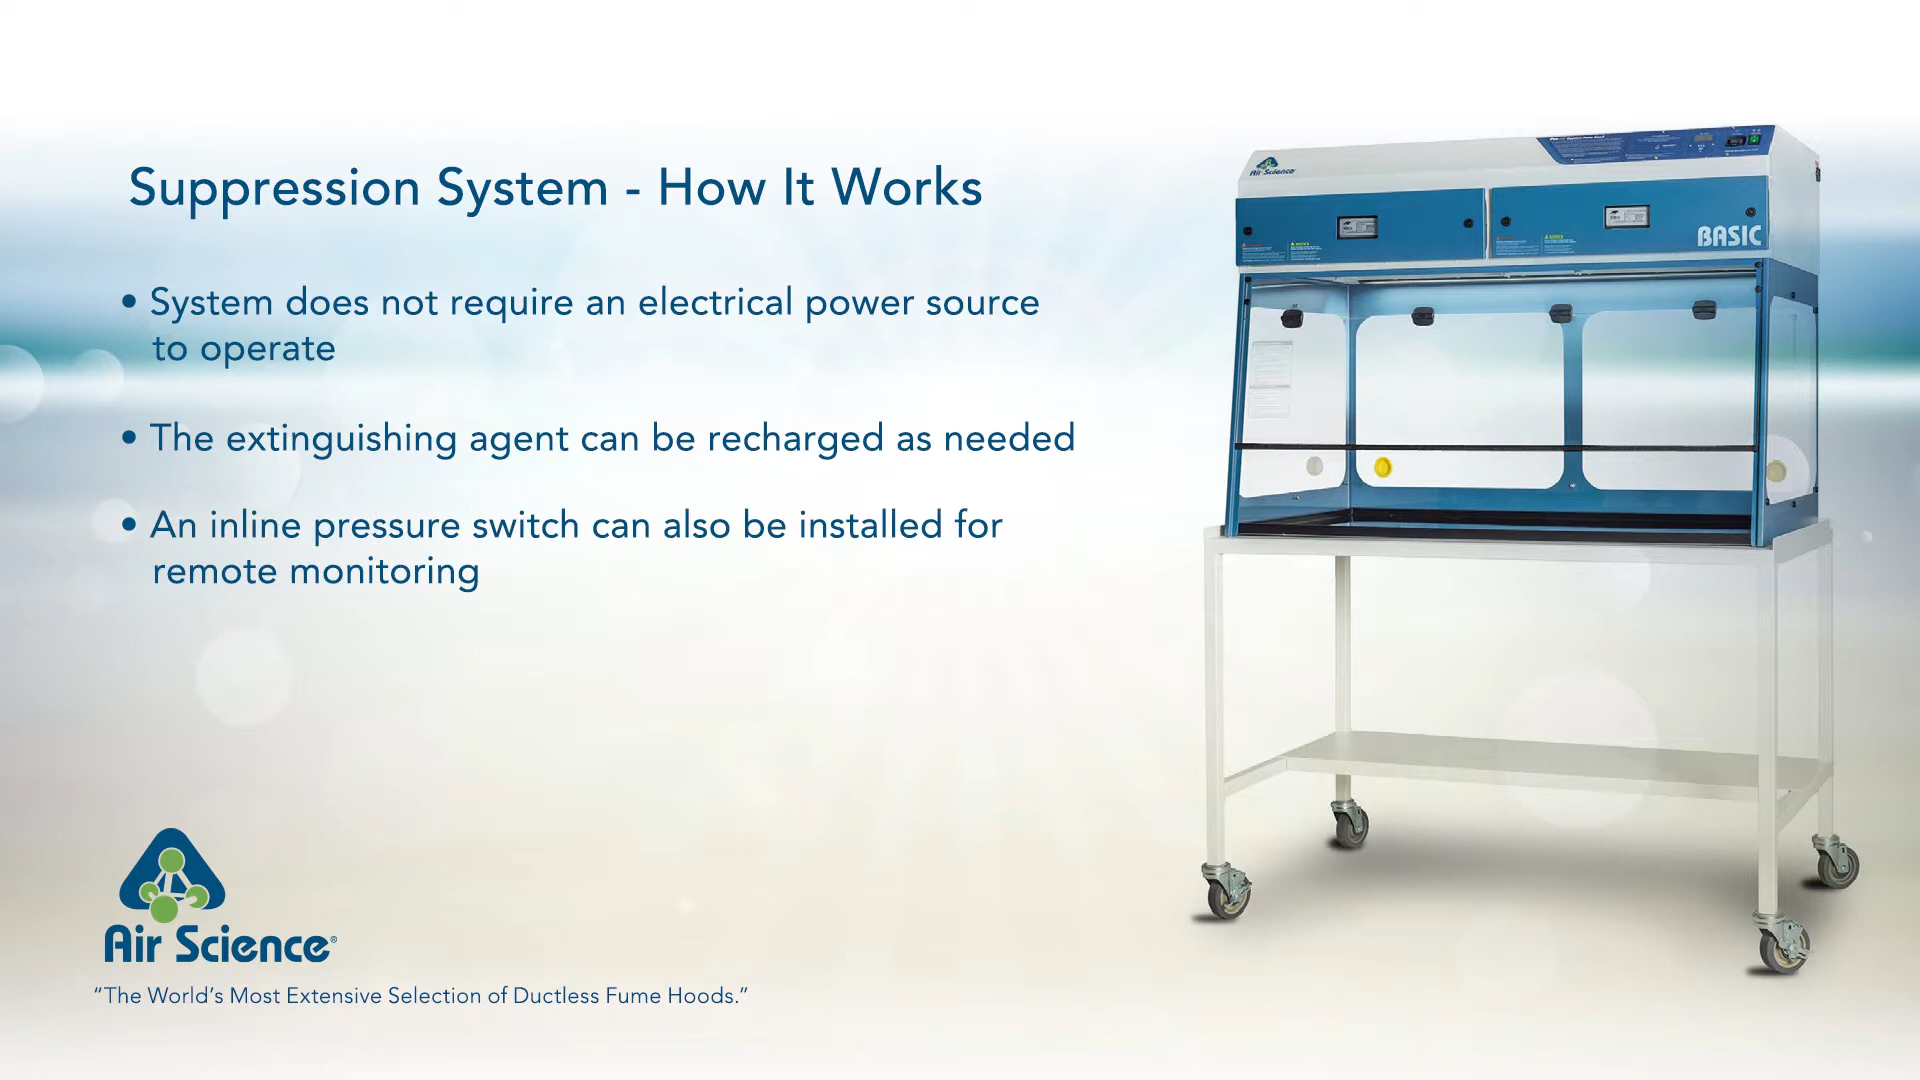 Suppression System - How It Works
• System does not require an electrical power source
to operate
• The extinguishing agent can be recharged as needed
• An inline pressure switch can also be installed for
remote monitoring
Air Science
BASIC
Air Science®
“The World’s Most Extensive Selection of Ductless Fume Hoods.”